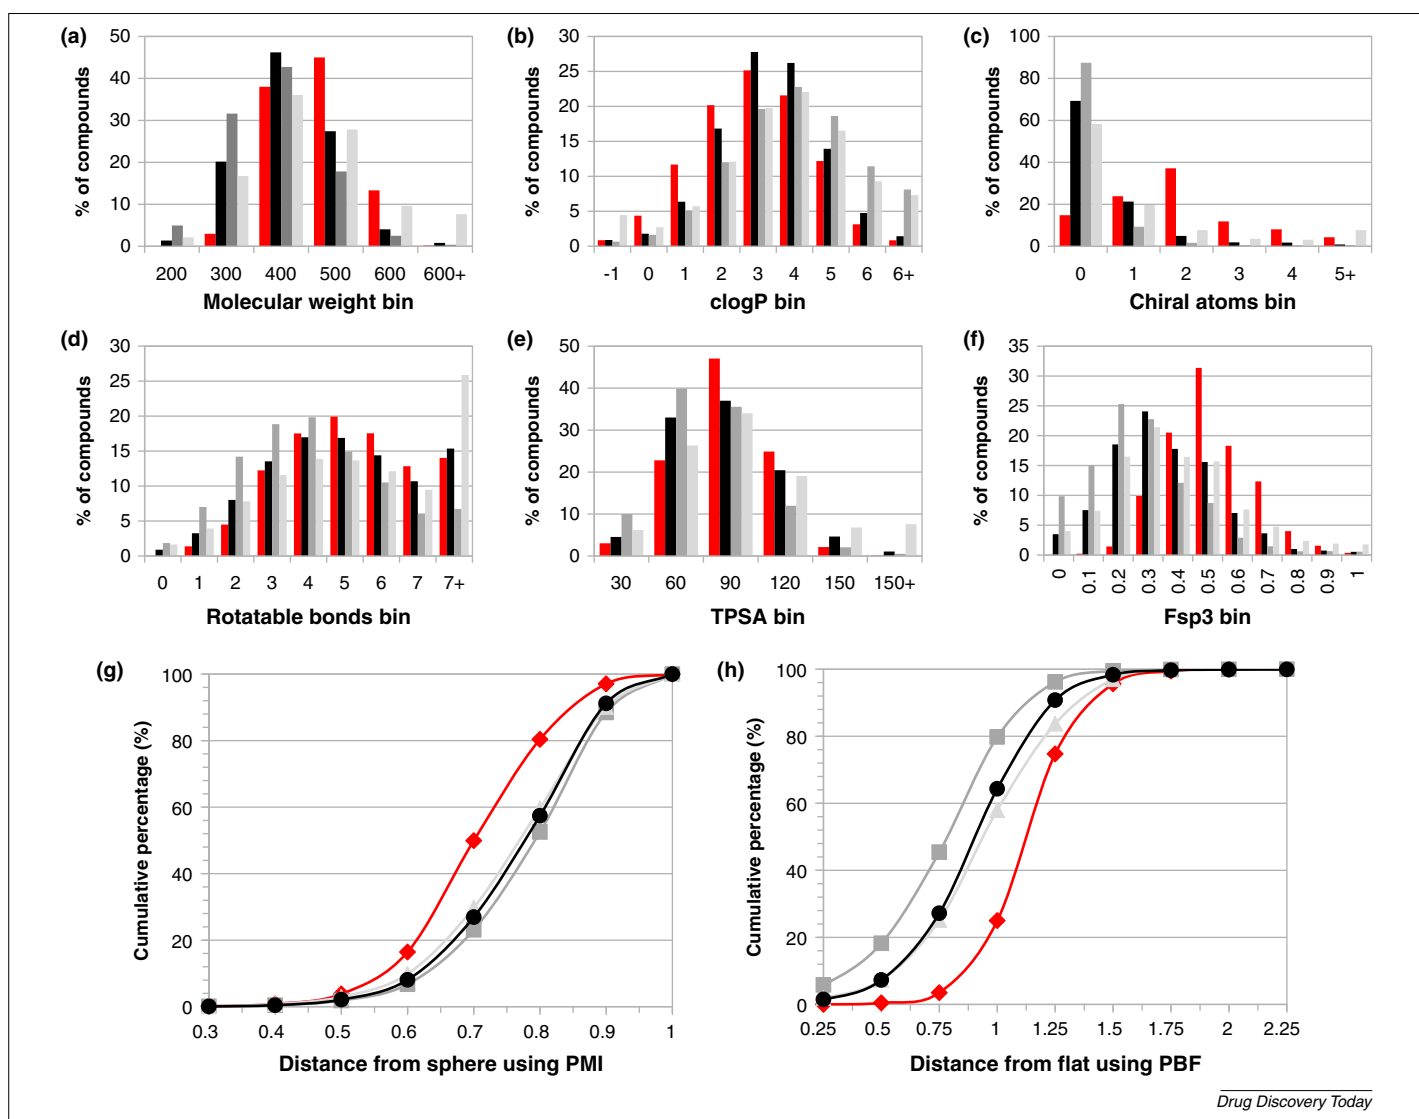 (a)
% of compounds
50
40
30
20
10
0
200 300 400 500 600 600+
Molecular weight bin
(b)
% of compounds
30
25
20
15
10
5
0
-1 0 1 2 3 4 5 6 6+
clogP bin
(c)
% of compounds
100
80
60
40
20
0
0 1 2 3 4 5+
Chiral atoms bin
(d)
% of compounds
30
25
20
15
10
5
0
0 1 2 3 4 5 6 7 7+
Rotatable bonds bin
(e)
% of compounds
50
40
30
20
10
0
30 60 90 120 150 150+
TPSA bin
(f)
% of compounds
35
30
25
20
15
10
5
0
0 0.1 0.2 0.3 0.4 0.5 0.6 0.7 0.8 0.9 1
Fsp3 bin
(g)
Cumulative percentage (%)
100
80
60
40
20
0
0.3 0.4 0.5 0.6 0.7 0.8 0.9 1
Distance from sphere using PMI
(h)
Cumulative percentage (%)
100
80
60
40
20
0
0.25 0.5 0.75 1 1.25 1.5 1.75 2 2.25
Distance from flat using PBF
Drug Discovery Today